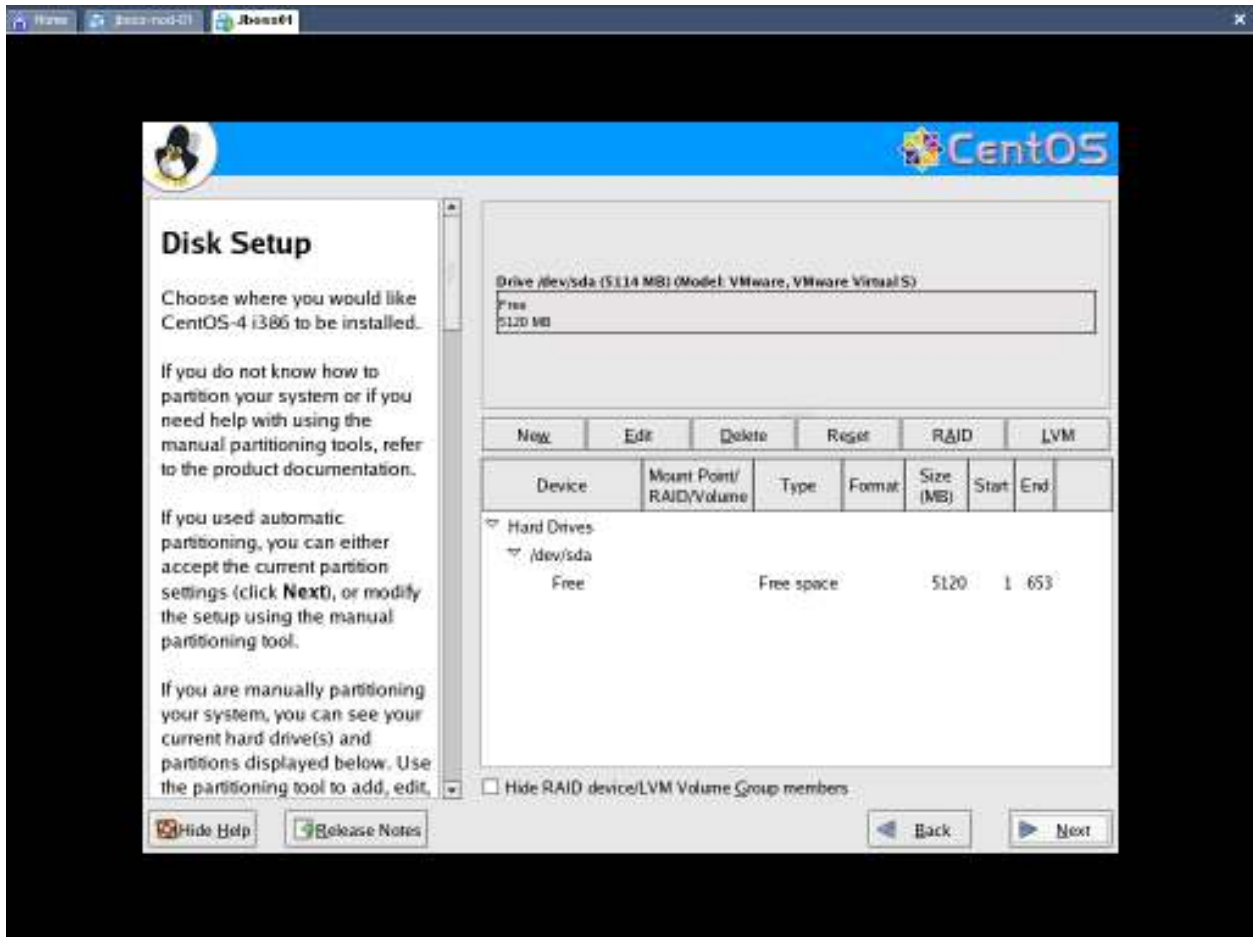 Home
Jboss01
CentOS
Disk Setup
Choose where you would like
CentOS-4 i386 to be installed.
If you do not know how to
partition your system or if you
need help with using the
manual partitioning tools, refer
to the product documentation.
If you used automatic
partitioning, you can either
accept the current partition
settings (click Next), or modify
the setup using the manual
partitioning tool.
If you are manually partitioning
your system, you can see your
current hard drive(s) and
partitions displayed below. Use
the partitioning tool to add, edit,
Drive /dev/sda (5114 MB) (Model: VMware, VMware Virtual S)
Free
5120 MB
New Edit Delete Reset RAID LVM
Device Mount Point/ RAID/Volume Type Format Size (MB) Start End
Hard Drives
/dev/sda
Free Free space 5120 1 653
Hide RAID device/LVM Volume Group members
Hide Help Release Notes Back Next